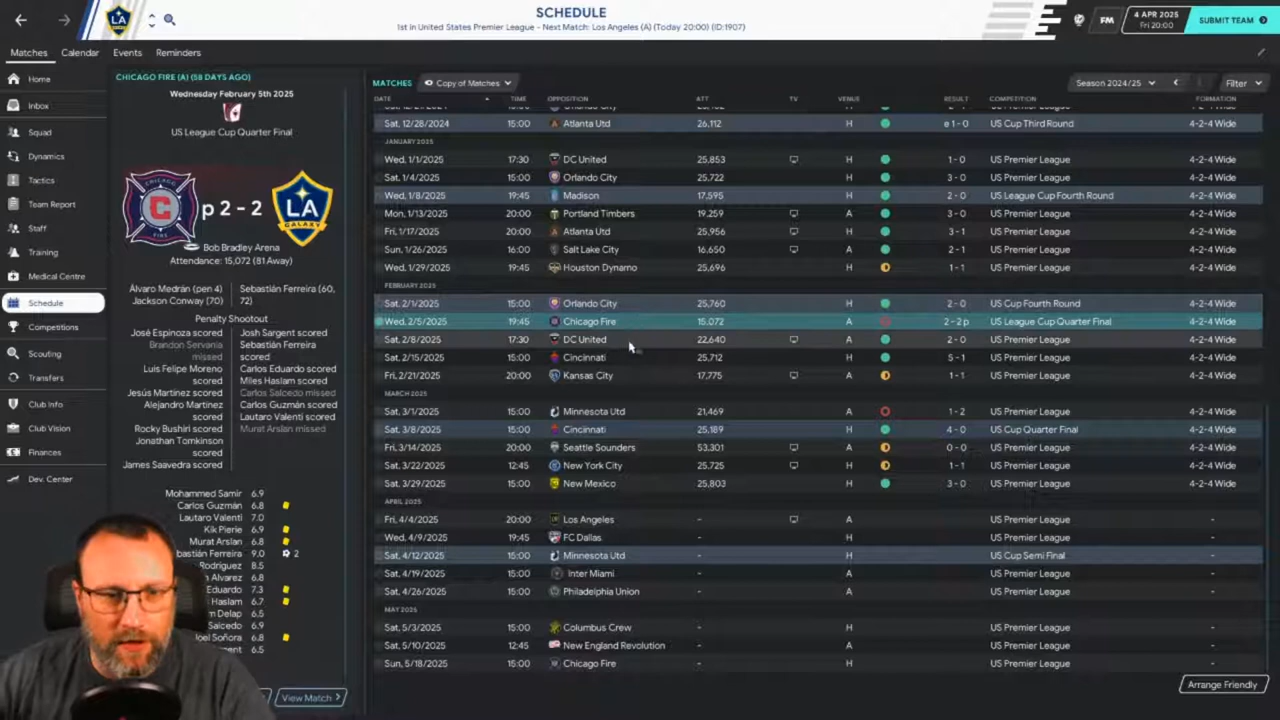 SCHEDULE
1st in United States Premier League - Next Match: Los Angeles (A) (Today 20:00) (ID:1907)
FM
4 APR 2025
Fri 20:00
SUBMIT TEAM
Matches Calendar Events Reminders
Home
Inbox
Squad
Dynamics
Tactics
Team Report
Staff
Training
Medical Centre
Schedule
Competitions
Scouting
Transfers
Club Info
Club Vision
Finances
Dev. Center
CHICAGO FIRE (A) (58 DAYS AGO)
Wednesday February 5th 2025
US League Cup Quarter Final
CHICAGO
FIRE
p 2 - 2
LA
GALAXY
Bob Bradley Arena
Attendance: 15,072 (81 Away)
Álvaro Medrán (pen 4)
Jackson Conway (70)
Sebastián Ferreira (60,
72)
Penalty Shootout
José Espinoza scored
Brandon Servania
missed
Luis Felipe Moreno
scored
Jesús Martinez scored
Alejandro Martinez
scored
Rocky Bushiri scored
Jonathan Tomkinson
scored
James Saavedra scored
Josh Sargent scored
Sebastián Ferreira
scored
Carlos Eduardo scored
Miles Haslam scored
Carlos Salcedo missed
Carlos Guzmán scored
Lautaro Valenti scored
Murat Arslan missed
Mohammed Samir 6.9
Carlos Guzmán 6.8
Lautaro Valenti 7.0
Kik Pierie 6.9
Murat Arslan 6.8
bastián Ferreira 9.0 2
Rodriguez 8.5
n Alvarez 6.8
Eduardo 7.3
Haslam 6.7
m Delap 6.5
Salcedo 6.9
oel Soñora 6.8
ent 6.5
View Match
MATCHES Copy of Matches Season 2024/25 Filter
DATE TIME OPPOSITION ATT TV VENUE RESULT COMPETITION FORMATION
Sat, 12/28/2024 15:00 Atlanta Utd 26,112 H e 1 - 0 US Cup Third Round 4-2-4 Wide
JANUARY 2025
Wed, 1/1/2025 17:30 DC United 25,853 H 1 - 0 US Premier League 4-2-4 Wide
Sat, 1/4/2025 15:00 Orlando City 25,722 H 3 - 0 US Premier League 4-2-4 Wide
Wed, 1/8/2025 19:45 Madison 17,595 H 2 - 0 US League Cup Fourth Round 4-2-4 Wide
Mon, 1/13/2025 20:00 Portland Timbers 19,259 A 3 - 0 US Premier League 4-2-4 Wide
Fri, 1/17/2025 20:00 Atlanta Utd 25,956 A 3 - 1 US Premier League 4-2-4 Wide
Sun, 1/26/2025 16:00 Salt Lake City 16,650 A 2 - 1 US Premier League 4-2-4 Wide
Wed, 1/29/2025 19:45 Houston Dynamo 25,696 H 1 - 1 US Premier League 4-2-4 Wide
FEBRUARY 2025
Sat, 2/1/2025 15:00 Orlando City 25,760 H 2 - 0 US Cup Fourth Round 4-2-4 Wide
Wed, 2/5/2025 19:45 Chicago Fire 15,072 A 2 - 2 p US League Cup Quarter Final 4-2-4 Wide
Sat, 2/8/2025 17:30 DC United 22,640 A 2 - 0 US Premier League 4-2-4 Wide
Sat, 2/15/2025 15:00 Cincinnati 25,712 H 5 - 1 US Premier League 4-2-4 Wide
Fri, 2/21/2025 20:00 Kansas City 17,775 A 1 - 1 US Premier League 4-2-4 Wide
MARCH 2025
Sat, 3/1/2025 15:00 Minnesota Utd 21,469 A 1 - 2 US Premier League 4-2-4 Wide
Sat, 3/8/2025 15:00 Cincinnati 25,189 H 4 - 0 US Cup Quarter Final 4-2-4 Wide
Fri, 3/14/2025 20:00 Seattle Sounders 53,301 A 0 - 0 US Premier League 4-2-4 Wide
Sat, 3/22/2025 12:45 New York City 25,725 H 1 - 1 US Premier League 4-2-4 Wide
Sat, 3/29/2025 15:00 New Mexico 25,803 H 3 - 0 US Premier League 4-2-4 Wide
APRIL 2025
Fri, 4/4/2025 20:00 Los Angeles - A US Premier League -
Wed, 4/9/2025 19:45 FC Dallas - H US Premier League -
Sat, 4/12/2025 15:00 Minnesota Utd - H US Cup Semi Final -
Sat, 4/19/2025 15:00 Inter Miami - A US Premier League -
Sat, 4/26/2025 15:00 Philadelphia Union - A US Premier League -
MAY 2025
Sat, 5/3/2025 15:00 Columbus Crew - H US Premier League -
Sat, 5/10/2025 12:45 New England Revolution - A US Premier League -
Sun, 5/18/2025 15:00 Chicago Fire - H US Premier League -
Arrange Friendly